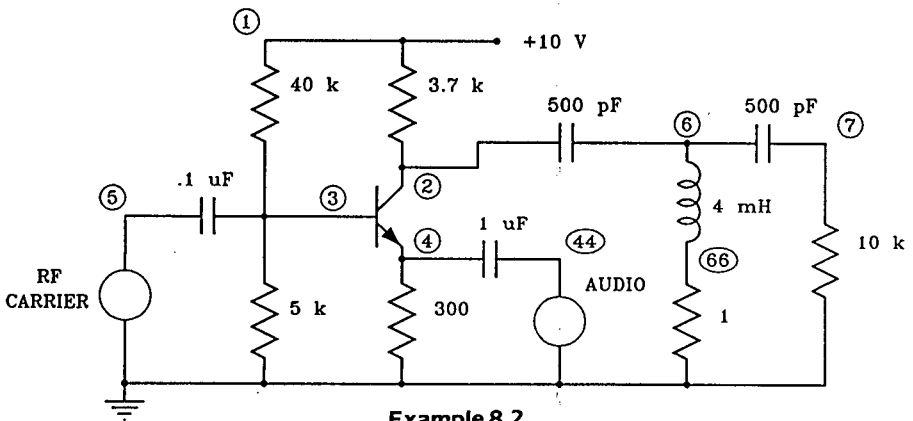 ①
+10 V
40 k
3.7 k
500 pF
⑥
500 pF
⑦
⑤
.1 uF
③
②
④
1 uF
㊹
4 mH
(66)
10 k
RF
CARRIER
5 k
300
AUDIO
1
Example 8.2